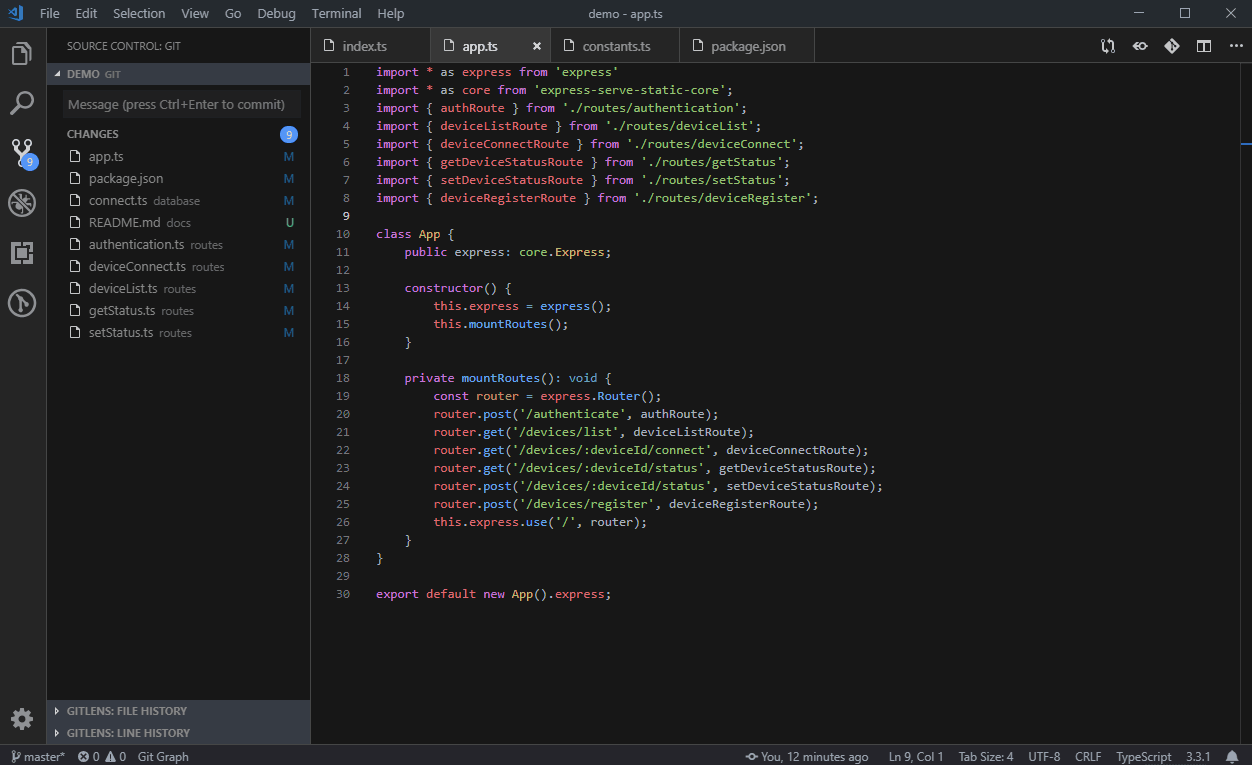 File Edit Selection View Go Debug Terminal Help demo - app.ts
SOURCE CONTROL: GIT
DEMO GIT
Message (press Ctrl+Enter to commit)
CHANGES 9
9
app.ts M
package.json M
connect.ts database M
README.md docs U
authentication.ts routes M
deviceConnect.ts routes M
deviceList.ts routes M
getStatus.ts routes M
setStatus.ts routes M
GITLENS: FILE HISTORY
GITLENS: LINE HISTORY
index.ts app.ts × constants.ts package.json
1 import * as express from 'express'
2 import * as core from 'express-serve-static-core';
3 import { authRoute } from './routes/authentication';
4 import { deviceListRoute } from './routes/deviceList';
5 import { deviceConnectRoute } from './routes/deviceConnect';
6 import { getDeviceStatusRoute } from './routes/getStatus';
7 import { setDeviceStatusRoute } from './routes/setStatus';
8 import { deviceRegisterRoute } from './routes/deviceRegister';
9
10 class App {
11     public express: core.Express;
12
13     constructor() {
14         this.express = express();
15         this.mountRoutes();
16     }
17
18     private mountRoutes(): void {
19         const router = express.Router();
20         router.post('/authenticate', authRoute);
21         router.get('/devices/list', deviceListRoute);
22         router.get('/devices/:deviceId/connect', deviceConnectRoute);
23         router.get('/devices/:deviceId/status', getDeviceStatusRoute);
24         router.post('/devices/:deviceId/status', setDeviceStatusRoute);
25         router.post('/devices/register', deviceRegisterRoute);
26         this.express.use('/', router);
27     }
28 }
29
30 export default new App().express;
master* 0 0 Git Graph You, 12 minutes ago Ln 9, Col 1 Tab Size: 4 UTF-8 CRLF TypeScript 3.3.1